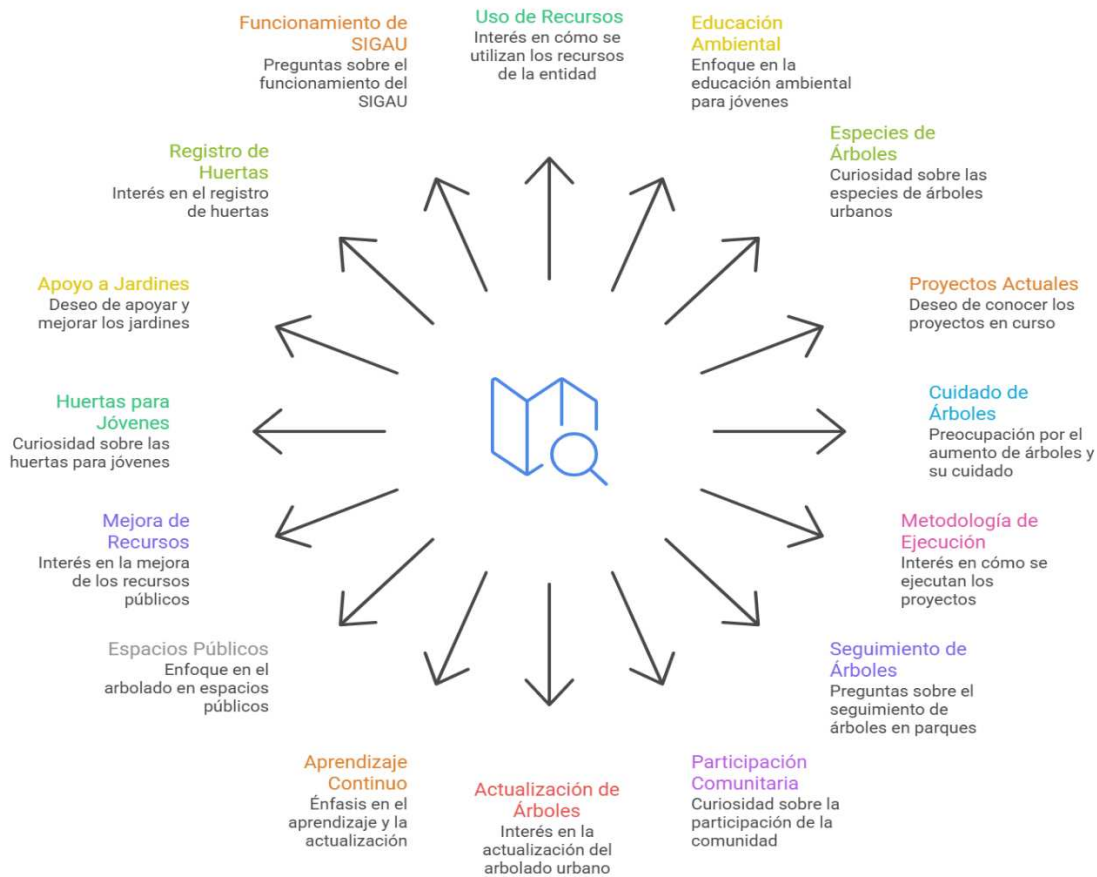 Funcionamiento de
SIGAU
Preguntas sobre el
funcionamiento del
SIGAU
Uso de Recursos
Interés en cómo se
utilizan los recursos
de la entidad
Educación
Ambiental
Enfoque en la
educación ambiental
para jóvenes
Registro de
Huertas
Interés en el registro
de huertas
Especies de
Árboles
Curiosidad sobre las
especies de árboles
urbanos
Apoyo a Jardines
Deseo de apoyar y
mejorar los jardines
Proyectos Actuales
Deseo de conocer los
proyectos en curso
Huertas para
Jóvenes
Curiosidad sobre las
huertas para jóvenes
Cuidado de
Árboles
Preocupación por el
aumento de árboles y
su cuidado
Mejora de
Recursos
Interés en la mejora
de los recursos
públicos
Metodología de
Ejecución
Interés en cómo se
ejecutan los
proyectos
Espacios Públicos
Enfoque en el
arbolado en espacios
públicos
Seguimiento de
Árboles
Preguntas sobre el
seguimiento de
árboles en parques
Aprendizaje
Continuo
Énfasis en el
aprendizaje y la
actualización
Actualización de
Árboles
Interés en la
actualización del
arbolado urbano
Participación
Comunitaria
Curiosidad sobre la
participación de la
comunidad